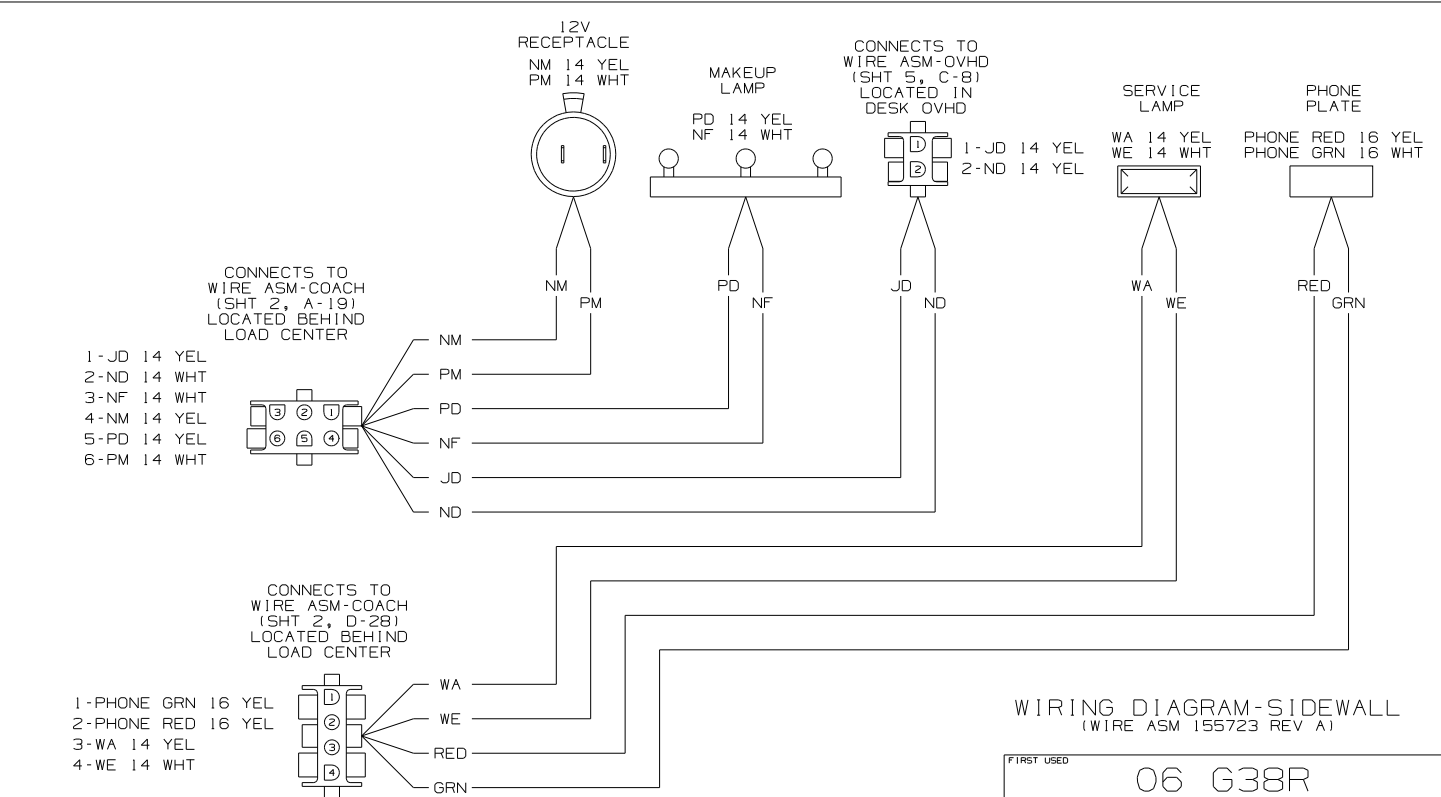 12V
RECEPTACLE
NM 14 YEL
PM 14 WHT
MAKEUP
LAMP
PD 14 YEL
NF 14 WHT
CONNECTS TO
WIRE ASM-OVHD
(SHT 5, C-8)
LOCATED IN
DESK OVHD
1
2
1-JD 14 YEL
2-ND 14 YEL
SERVICE
LAMP
WA 14 YEL
WE 14 WHT
PHONE
PLATE
PHONE RED 16 YEL
PHONE GRN 16 WHT
NM
PM
PD
NF
JD
ND
WA
WE
RED
GRN
CONNECTS TO
WIRE ASM-COACH
(SHT 2, A-19)
LOCATED BEHIND
LOAD CENTER
1-JD 14 YEL
2-ND 14 WHT
3-NF 14 WHT
4-NM 14 YEL
5-PD 14 YEL
6-PM 14 WHT
3 2 1
6 5 4
NM
PM
PD
NF
JD
ND
CONNECTS TO
WIRE ASM-COACH
(SHT 2, D-28)
LOCATED BEHIND
LOAD CENTER
1-PHONE GRN 16 YEL
2-PHONE RED 16 YEL
3-WA 14 YEL
4-WE 14 WHT
1
2
3
4
WA
WE
RED
GRN
WIRING DIAGRAM-SIDEWALL
(WIRE ASM 155723 REV A)
FIRST USED
06 G38R